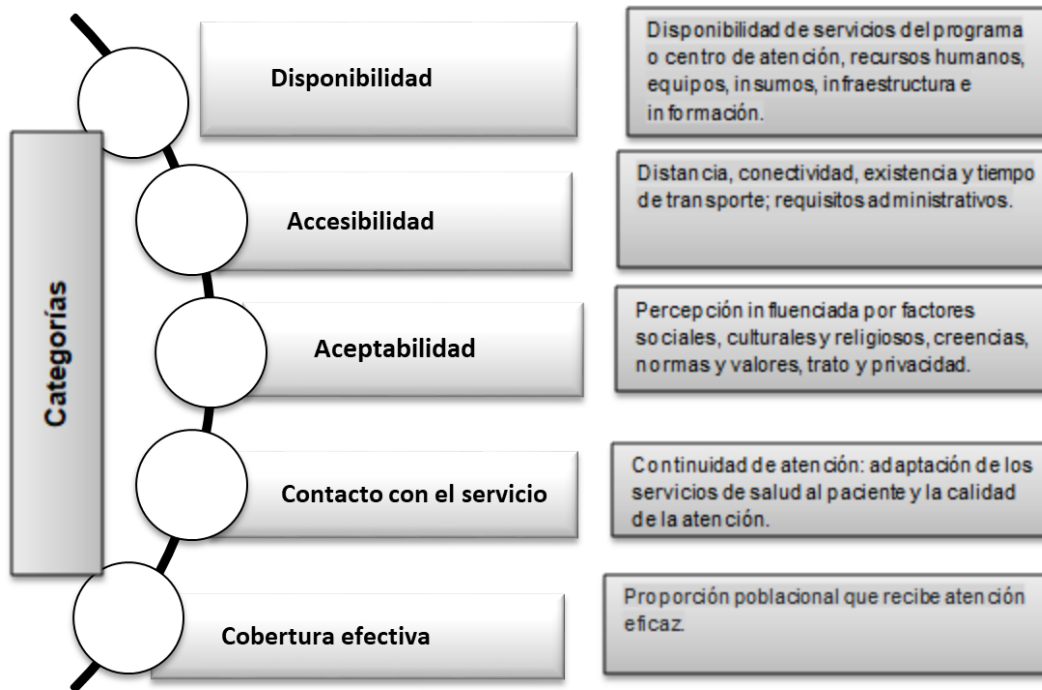 Categorías
Disponibilidad
Disponibilidad de servicios del programa
o centro de atención, recursos humanos,
equipos, insumos, infraestructura e
información.
Accesibilidad
Distancia, conectividad, existencia y tiempo
de transporte; requisitos administrativos.
Aceptabilidad
Percepción influenciada por factores
sociales, culturales y religiosos, creencias,
normas y valores, trato y privacidad.
Contacto con el servicio
Continuidad de atención: adaptación de los
servicios de salud al paciente y la calidad
de la atención.
Cobertura efectiva
Proporción poblacional que recibe atención
eficaz.